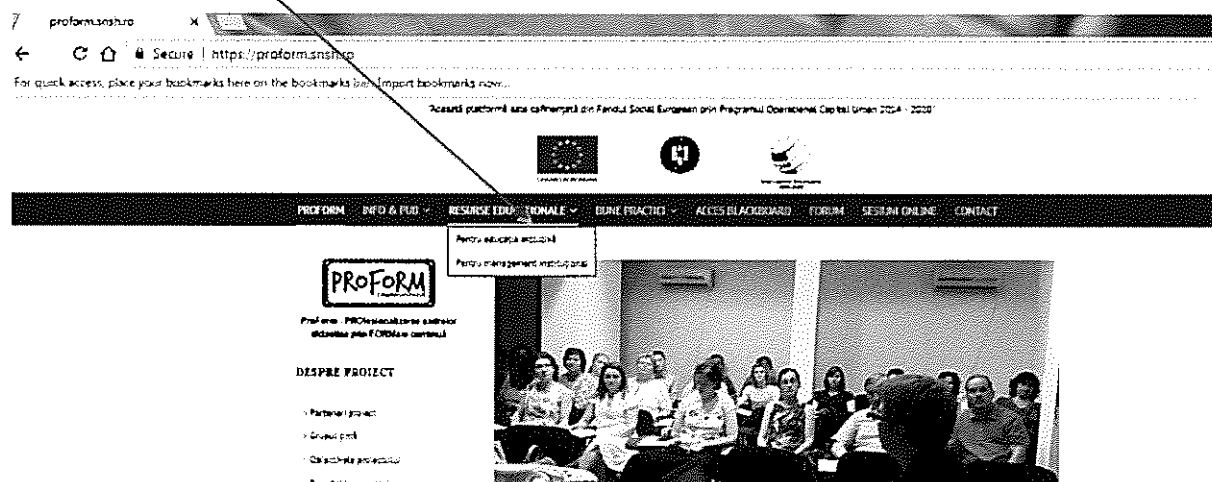 proform.snsh.ro
Secure | https://proform.snsh.ro
For quick access, place your bookmarks here on the bookmarks bar. Import bookmarks now...
"Această platformă este cofinanțată din Fondul Social European prin Programul Operațional Capital Uman 2014 - 2020"
PROFORM INFO & PUB RESURSE EDUCAȚIONALE BUNE PRACTICI ACCES BLACKBOARD FORUM SESIUNI ONLINE CONTACT
Pentru educația incluzivă
Pentru management instituțional
PROFORM
ProForm - PROfesionalizarea cadrelor
didactice prin FORMare continuă
DESPRE PROIECT
Parteneri proiect
Grupul țintă
Obiectivele proiectului